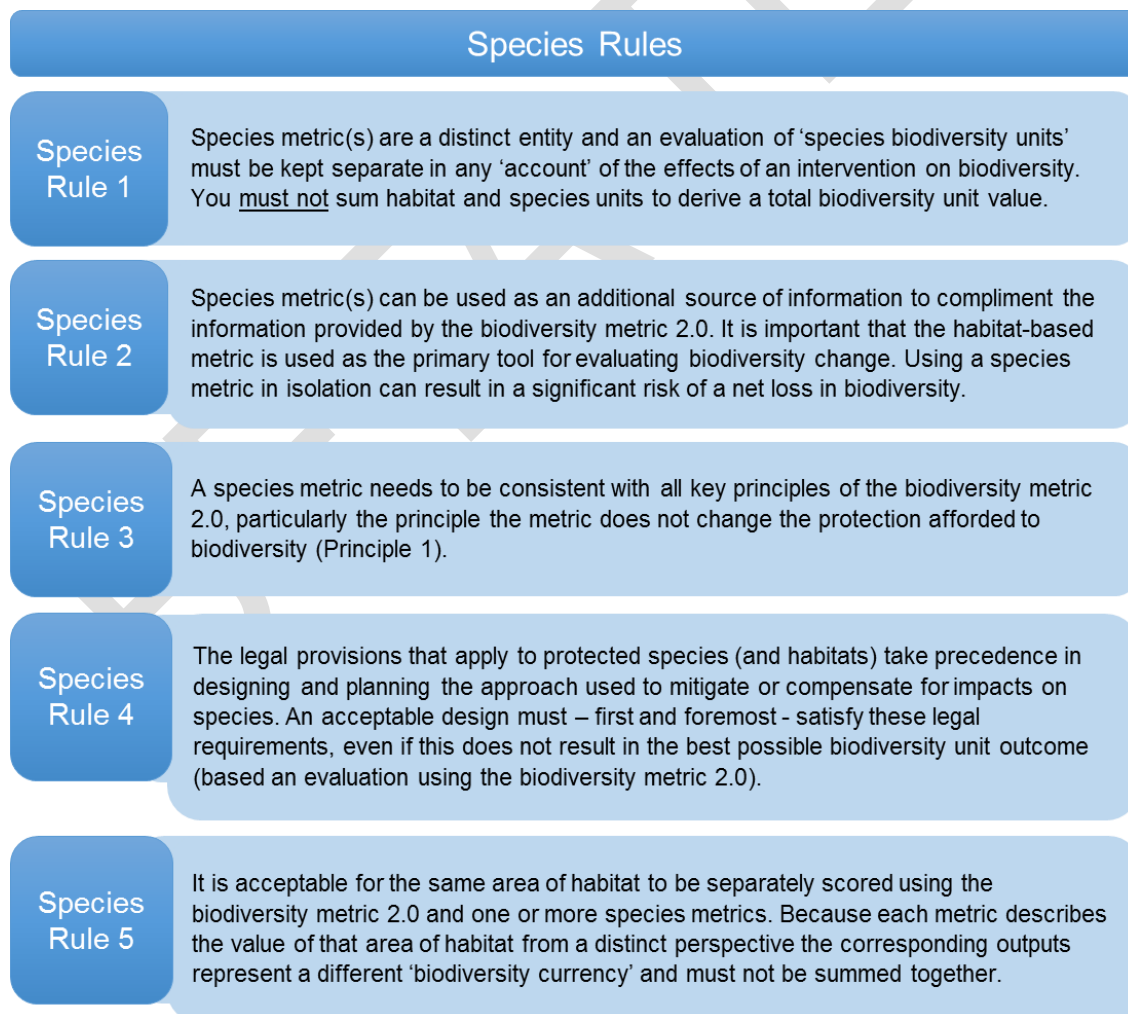 Species Rules
Species
Rule 1
Species metric(s) are a distinct entity and an evaluation of ‘species biodiversity units’
must be kept separate in any ‘account’ of the effects of an intervention on biodiversity.
You must not sum habitat and species units to derive a total biodiversity unit value.
Species
Rule 2
Species metric(s) can be used as an additional source of information to compliment the
information provided by the biodiversity metric 2.0. It is important that the habitat-based
metric is used as the primary tool for evaluating biodiversity change. Using a species
metric in isolation can result in a significant risk of a net loss in biodiversity.
Species
Rule 3
A species metric needs to be consistent with all key principles of the biodiversity metric
2.0, particularly the principle the metric does not change the protection afforded to
biodiversity (Principle 1).
Species
Rule 4
The legal provisions that apply to protected species (and habitats) take precedence in
designing and planning the approach used to mitigate or compensate for impacts on
species. An acceptable design must – first and foremost - satisfy these legal
requirements, even if this does not result in the best possible biodiversity unit outcome
(based an evaluation using the biodiversity metric 2.0).
Species
Rule 5
It is acceptable for the same area of habitat to be separately scored using the
biodiversity metric 2.0 and one or more species metrics. Because each metric describes
the value of that area of habitat from a distinct perspective the corresponding outputs
represent a different ‘biodiversity currency’ and must not be summed together.